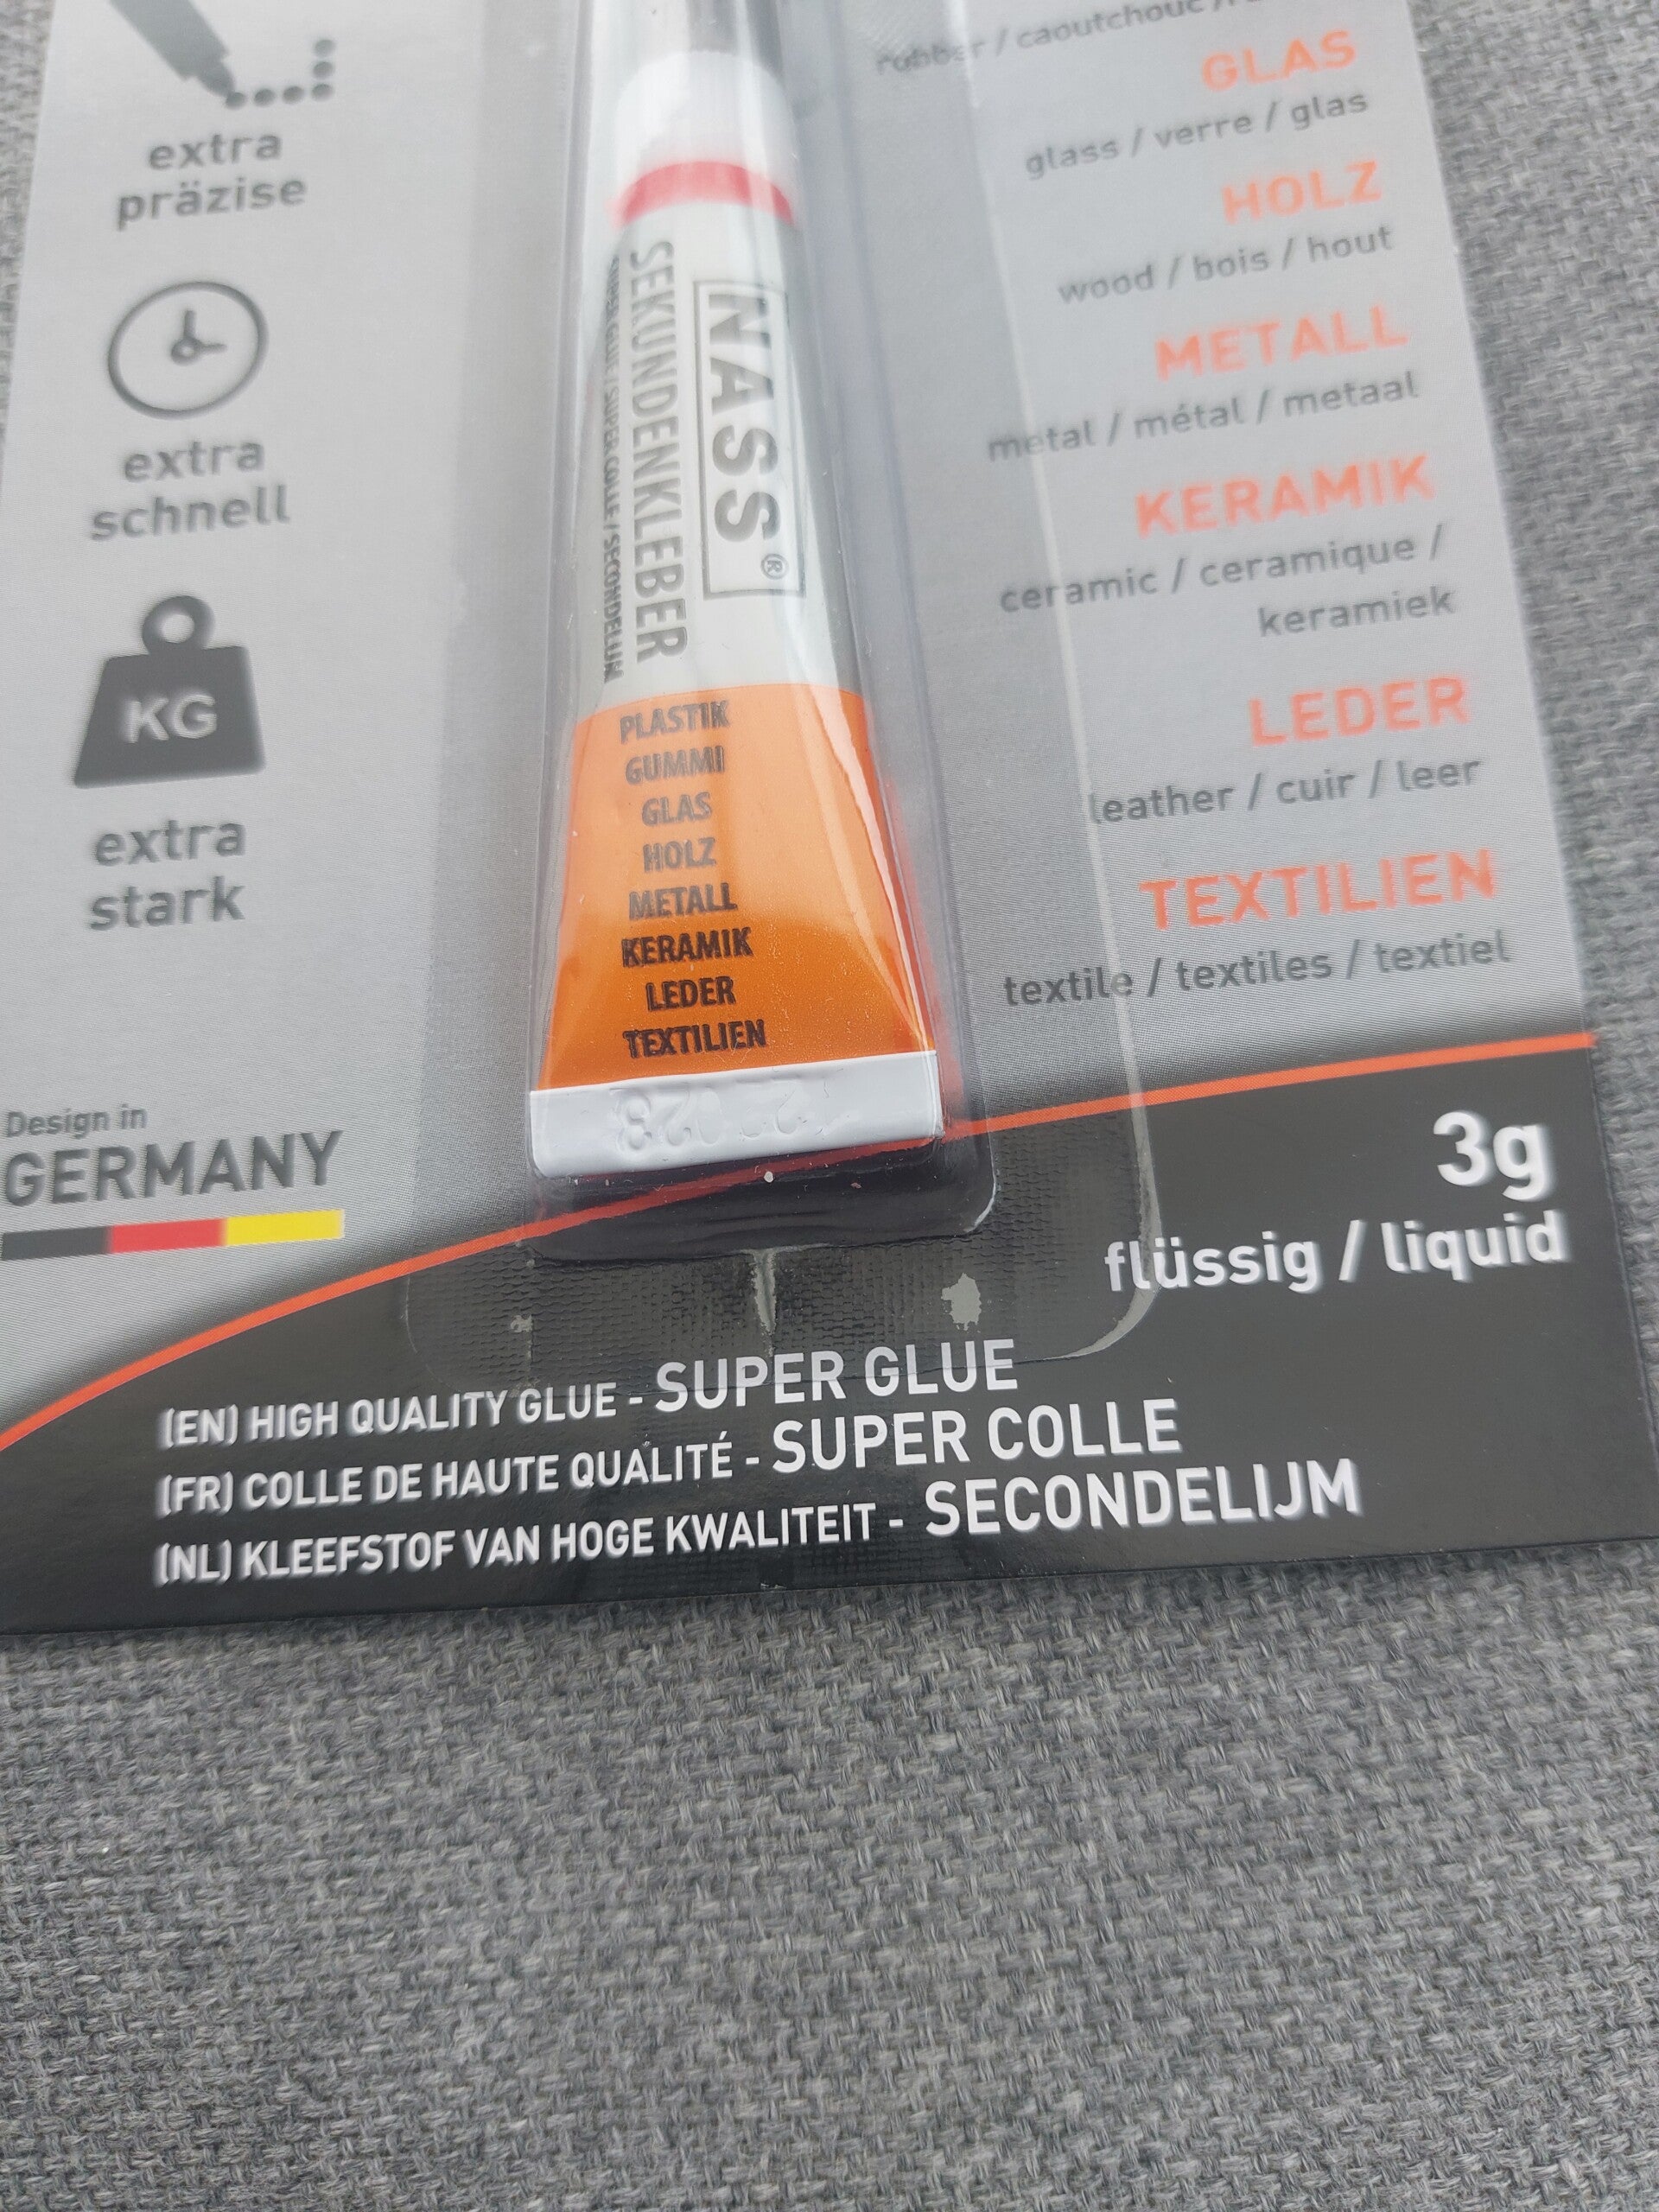 extra
präzise
extra
schnell
KG
extra
stark
Design in
GERMANY
NASS®
SEKUNDENKLEBER
PLASTIK
GUMMI
GLAS
HOLZ
METALL
KERAMIK
LEDER
TEXTILIEN
rubber / caoutchouc /
GLAS
glass / verre / glas
HOLZ
wood / bois / hout
METALL
metal / métal / metaal
KERAMIK
ceramic / ceramique /
keramiek
LEDER
leather / cuir / leer
TEXTILIEN
textile / textiles / textiel
3g
flüssig / liquid
(EN) HIGH QUALITY GLUE - SUPER GLUE
(FR) COLLE DE HAUTE QUALITÉ - SUPER COLLE
(NL) KLEEFSTOF VAN HOGE KWALITEIT - SECONDELIJM